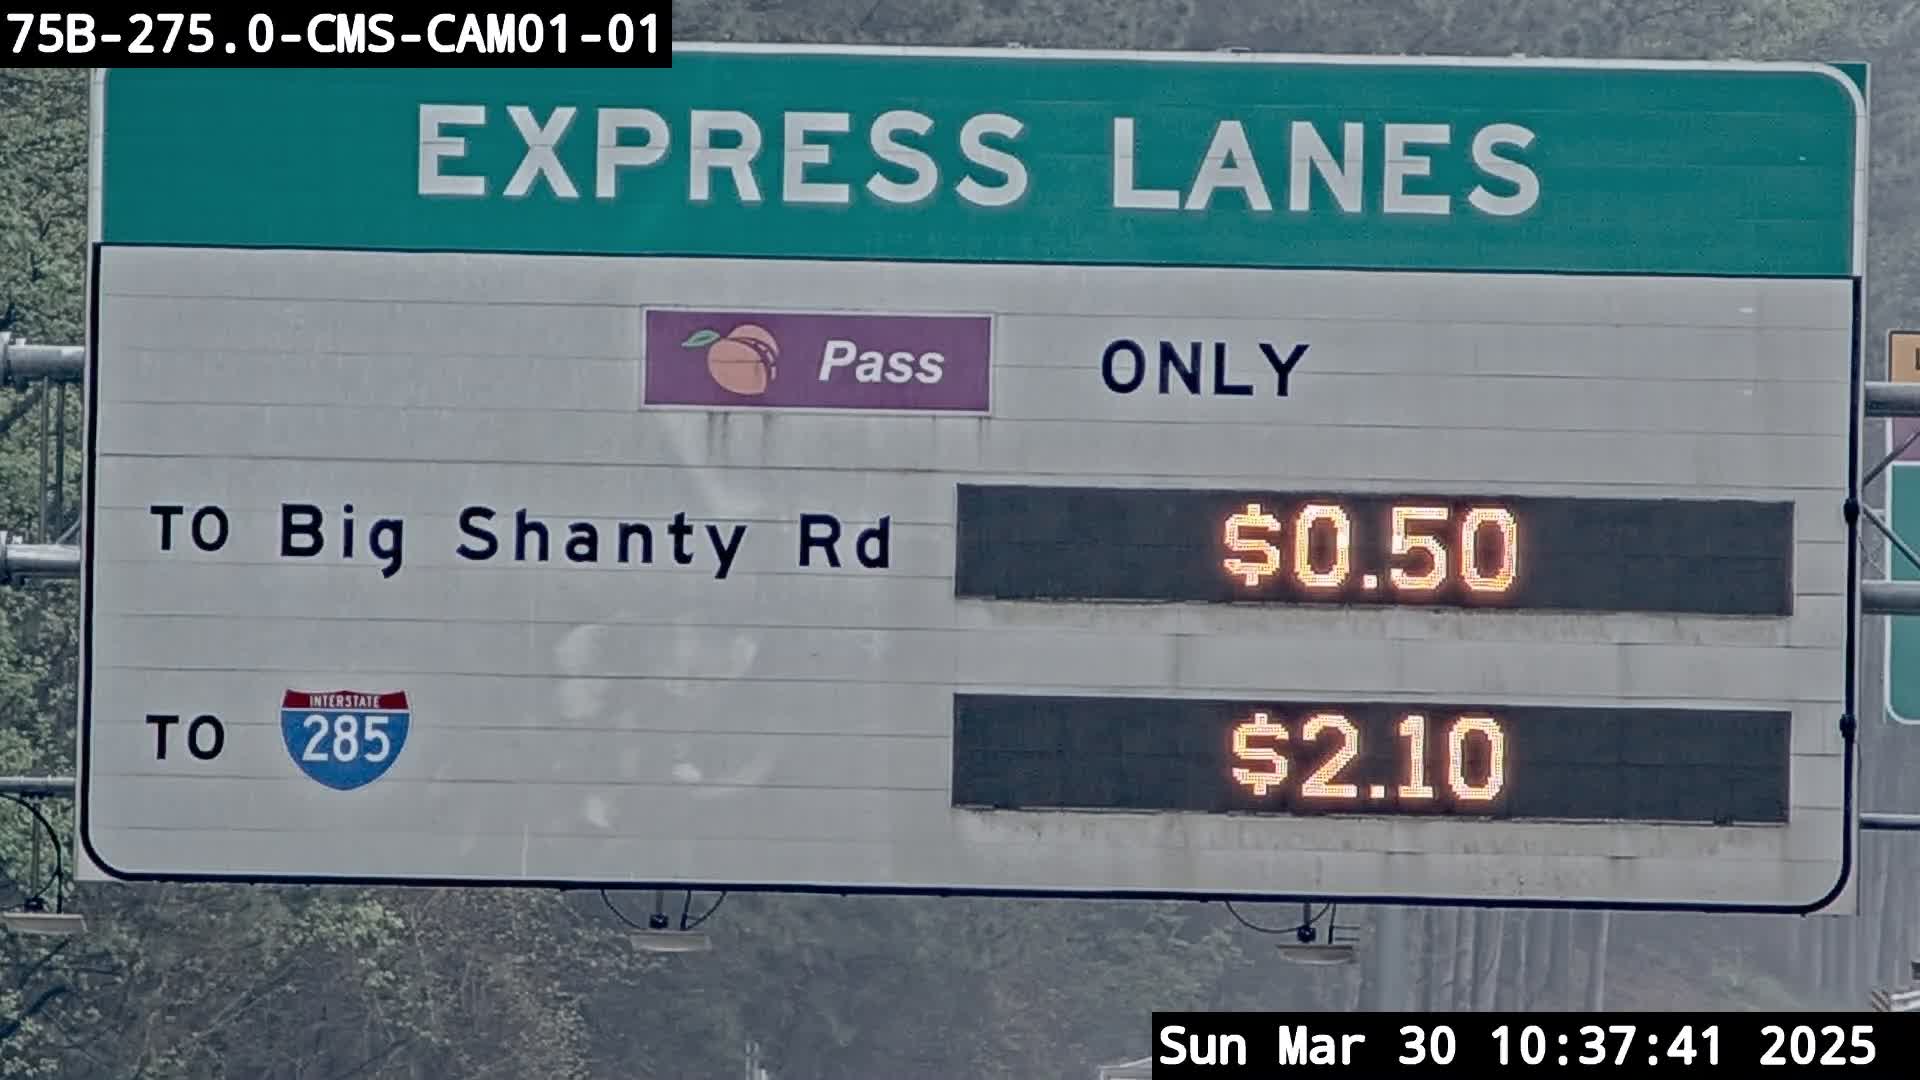 75B-275.0-CMS-CAM01-01
EXPRESS LANES
Pass ONLY
TO Big Shanty Rd $0.50
TO INTERSTATE 285 $2.10
Sun Mar 30 10:37:41 2025